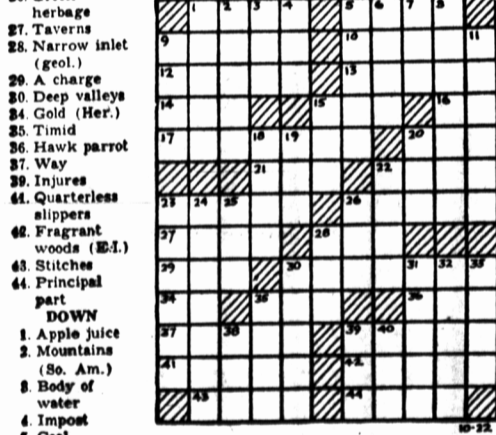 herbage
27. Taverns
28. Narrow inlet
(geol.)
29. A charge
30. Deep valleys
34. Gold (Her.)
35. Timid
36. Hawk parrot
37. Way
39. Injures
41. Quarterless
slippers
42. Fragrant
woods (E.I.)
43. Stitches
44. Principal
part
DOWN
1. Apple juice
2. Mountains
(So. Am.)
3. Body of
water
4. Impost
1 2 3 4 5 6 7 8
9 10 11
12 13
14 15 16
17 18 19 20
21 22
23 24 25 26
27 28
29 30 31 32 33
34 35 36
37 38 39 40
41 42
43 44
10-22